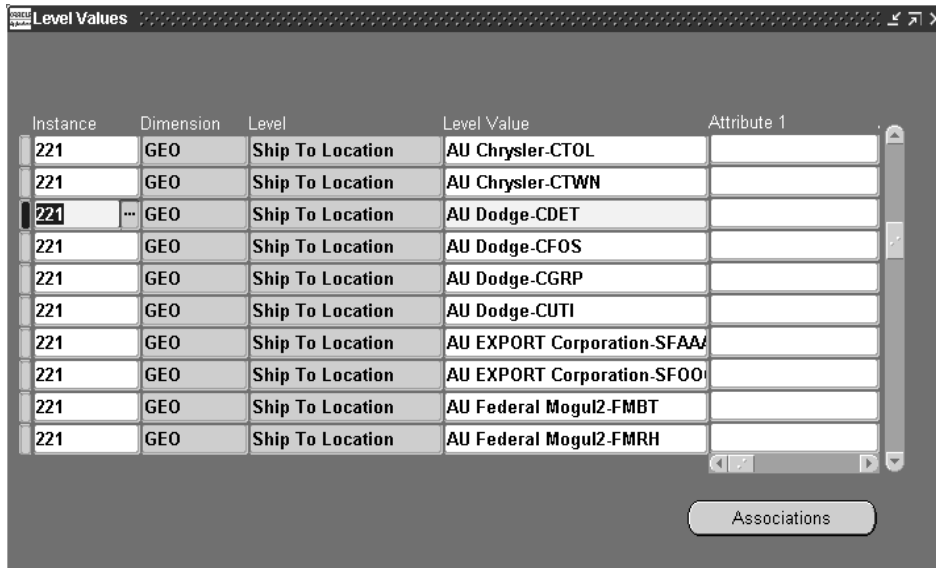 Level Values
Instance Dimension Level Level Value Attribute 1
221 GEO Ship To Location AU Chrysler-CTOL
221 GEO Ship To Location AU Chrysler-CTWN
221 ... GEO Ship To Location AU Dodge-CDET
221 GEO Ship To Location AU Dodge-CFOS
221 GEO Ship To Location AU Dodge-CGRP
221 GEO Ship To Location AU Dodge-CUTI
221 GEO Ship To Location AU EXPORT Corporation-SFAAA
221 GEO Ship To Location AU EXPORT Corporation-SFOO
221 GEO Ship To Location AU Federal Mogul2-FMBT
221 GEO Ship To Location AU Federal Mogul2-FMRH
Associations